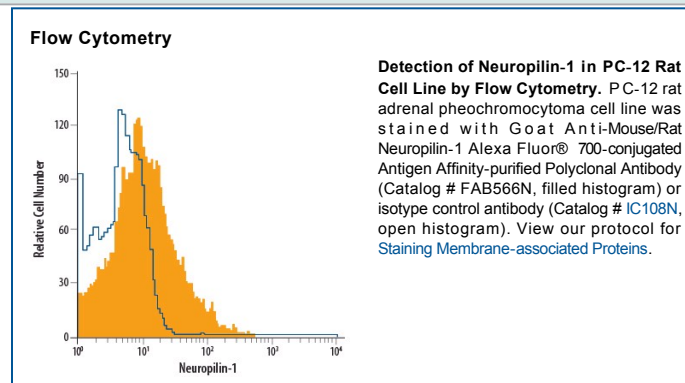 Flow Cytometry
150
120
90
60
30
0
Relative Cell Number
10⁰ 10¹ 10² 10³ 10⁴
Neuropilin-1
Detection of Neuropilin-1 in PC-12 Rat
Cell Line by Flow Cytometry. PC-12 rat
adrenal pheochromocytoma cell line was
stained with Goat Anti-Mouse/Rat
Neuropilin-1 Alexa Fluor® 700-conjugated
Antigen Affinity-purified Polyclonal Antibody
(Catalog # FAB566N, filled histogram) or
isotype control antibody (Catalog # IC108N,
open histogram). View our protocol for
Staining Membrane-associated Proteins.